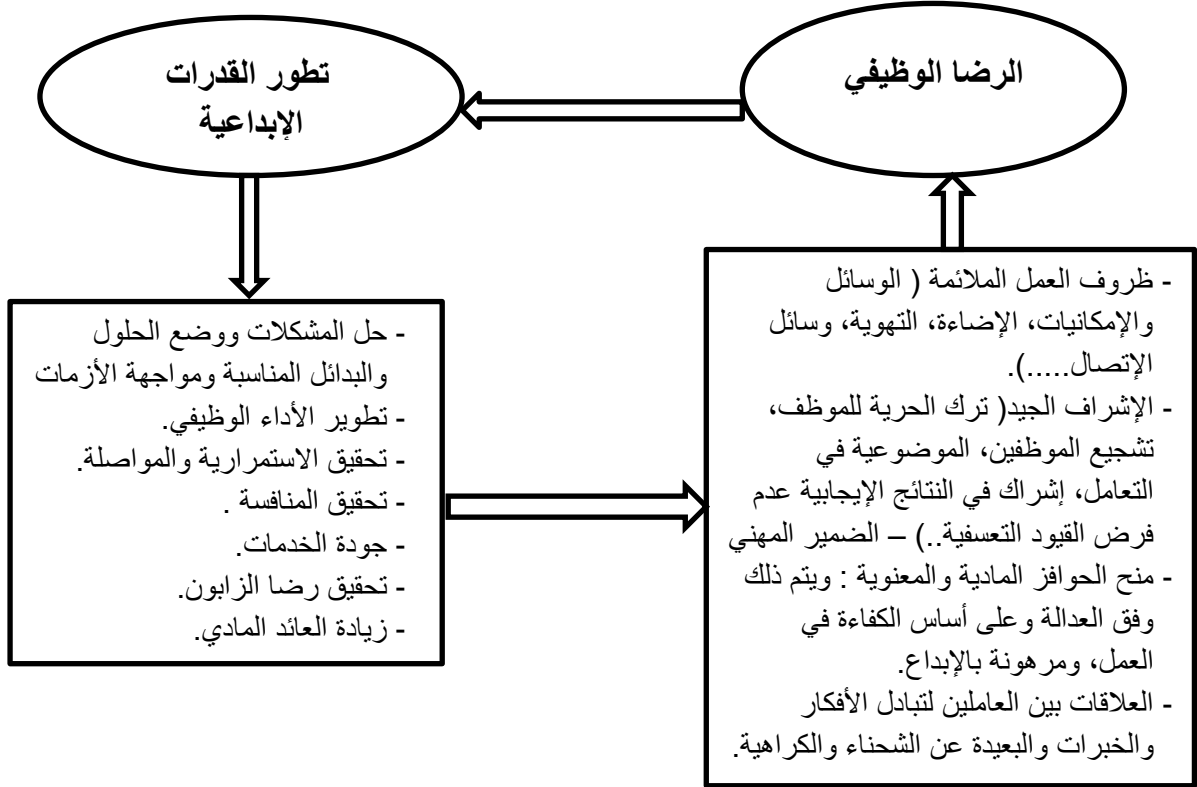 الرضا الوظيفي
تطور القدرات
الإبداعية
- ظروف العمل الملائمة ( الوسائل
والإمكانيات، الإضاءة، التهوية، وسائل
الإتصال.....).
- الإشراف الجيد( ترك الحرية للموظف،
تشجيع الموظفين، الموضوعية في
التعامل، إشراك في النتائج الإيجابية عدم
فرض القيود التعسفية..) – الضمير المهني
- منح الحوافز المادية والمعنوية : ويتم ذلك
وفق العدالة وعلى أساس الكفاءة في
العمل، ومرهونة بالإبداع.
- العلاقات بين العاملين لتبادل الأفكار
والخبرات والبعيدة عن الشحناء والكراهية.
- حل المشكلات ووضع الحلول
والبدائل المناسبة ومواجهة الأزمات
- تطوير الأداء الوظيفي.
- تحقيق الاستمرارية والمواصلة.
- تحقيق المنافسة .
- جودة الخدمات.
- تحقيق رضا الزابون.
- زيادة العائد المادي.